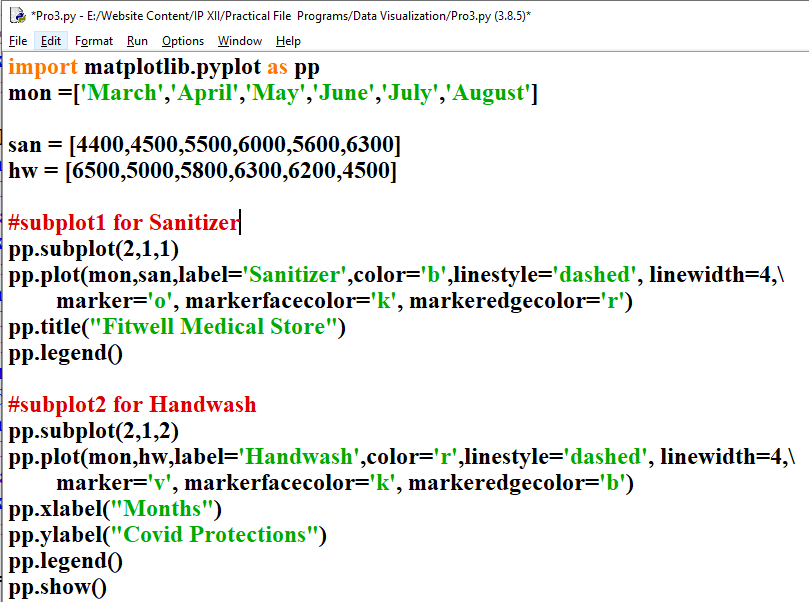 *Pro3.py - E:/Website Content/IP XII/Practical File  Programs/Data Visualization/Pro3.py (3.8.5)*
File Edit Format Run Options Window Help
import matplotlib.pyplot as pp
mon =['March','April','May','June','July','August']
san = [4400,4500,5500,6000,5600,6300]
hw = [6500,5000,5800,6300,6200,4500]
#subplot1 for Sanitizer
pp.subplot(2,1,1)
pp.plot(mon,san,label='Sanitizer',color='b',linestyle='dashed', linewidth=4,\
marker='o', markerfacecolor='k', markeredgecolor='r')
pp.title("Fitwell Medical Store")
pp.legend()
#subplot2 for Handwash
pp.subplot(2,1,2)
pp.plot(mon,hw,label='Handwash',color='r',linestyle='dashed', linewidth=4,\
marker='v', markerfacecolor='k', markeredgecolor='b')
pp.xlabel("Months")
pp.ylabel("Covid Protections")
pp.legend()
pp.show()